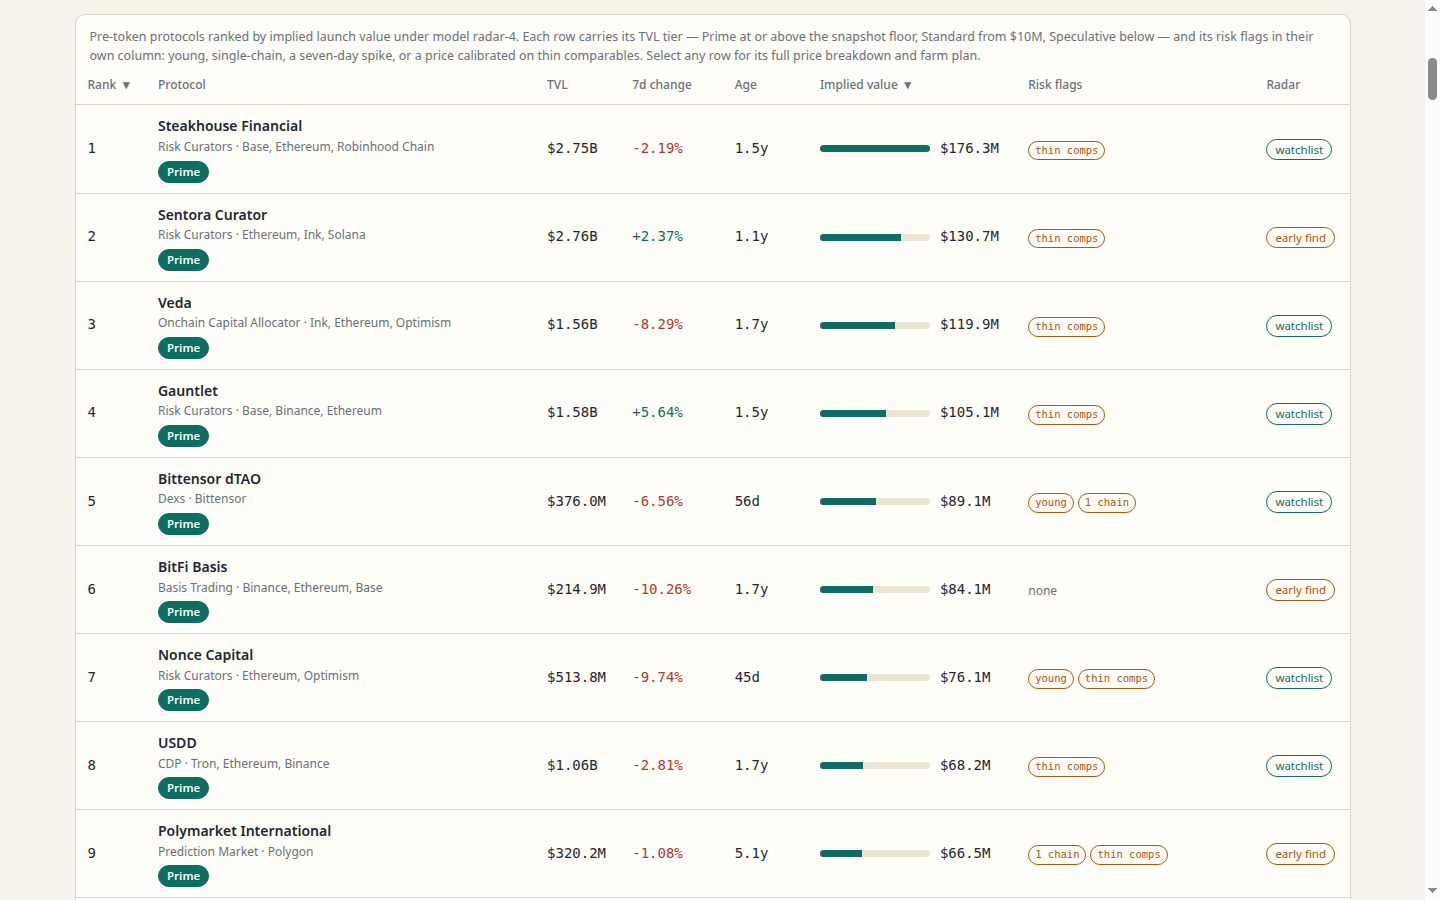 Pre-token protocols ranked by implied launch value under model radar-4. Each row carries its TVL tier — Prime at or above the snapshot floor, Standard from $10M, Speculative below — and its risk flags in their
own column: young, single-chain, a seven-day spike, or a price calibrated on thin comparables. Select any row for its full price breakdown and farm plan.
Rank ▼ Protocol TVL 7d change Age Implied value ▼ Risk flags Radar
Steakhouse Financial
Risk Curators · Base, Ethereum, Robinhood Chain
Prime
1 $2.75B -2.19% 1.5y $176.3M thin comps watchlist
Sentora Curator
Risk Curators · Ethereum, Ink, Solana
Prime
2 $2.76B +2.37% 1.1y $130.7M thin comps early find
Veda
Onchain Capital Allocator · Ink, Ethereum, Optimism
Prime
3 $1.56B -8.29% 1.7y $119.9M thin comps watchlist
Gauntlet
Risk Curators · Base, Binance, Ethereum
Prime
4 $1.58B +5.64% 1.5y $105.1M thin comps watchlist
Bittensor dTAO
Dexs · Bittensor
Prime
5 $376.0M -6.56% 56d $89.1M young 1 chain watchlist
BitFi Basis
Basis Trading · Binance, Ethereum, Base
Prime
6 $214.9M -10.26% 1.7y $84.1M none early find
Nonce Capital
Risk Curators · Ethereum, Optimism
Prime
7 $513.8M -9.74% 45d $76.1M young thin comps watchlist
USDD
CDP · Tron, Ethereum, Binance
Prime
8 $1.06B -2.81% 1.7y $68.2M thin comps watchlist
Polymarket International
Prediction Market · Polygon
Prime
9 $320.2M -1.08% 5.1y $66.5M 1 chain thin comps early find